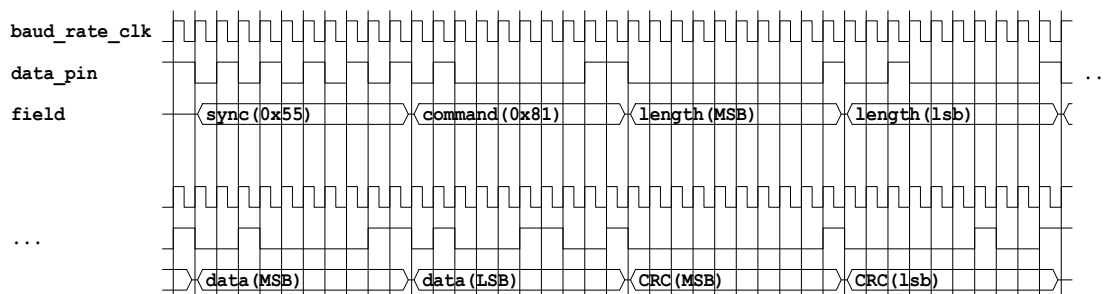 baud_rate_clk
data_pin ..
field sync(0x55) command(0x81) length(MSB) length(lsb)
...
data(MSB) data(LSB) CRC(MSB) CRC(lsb)